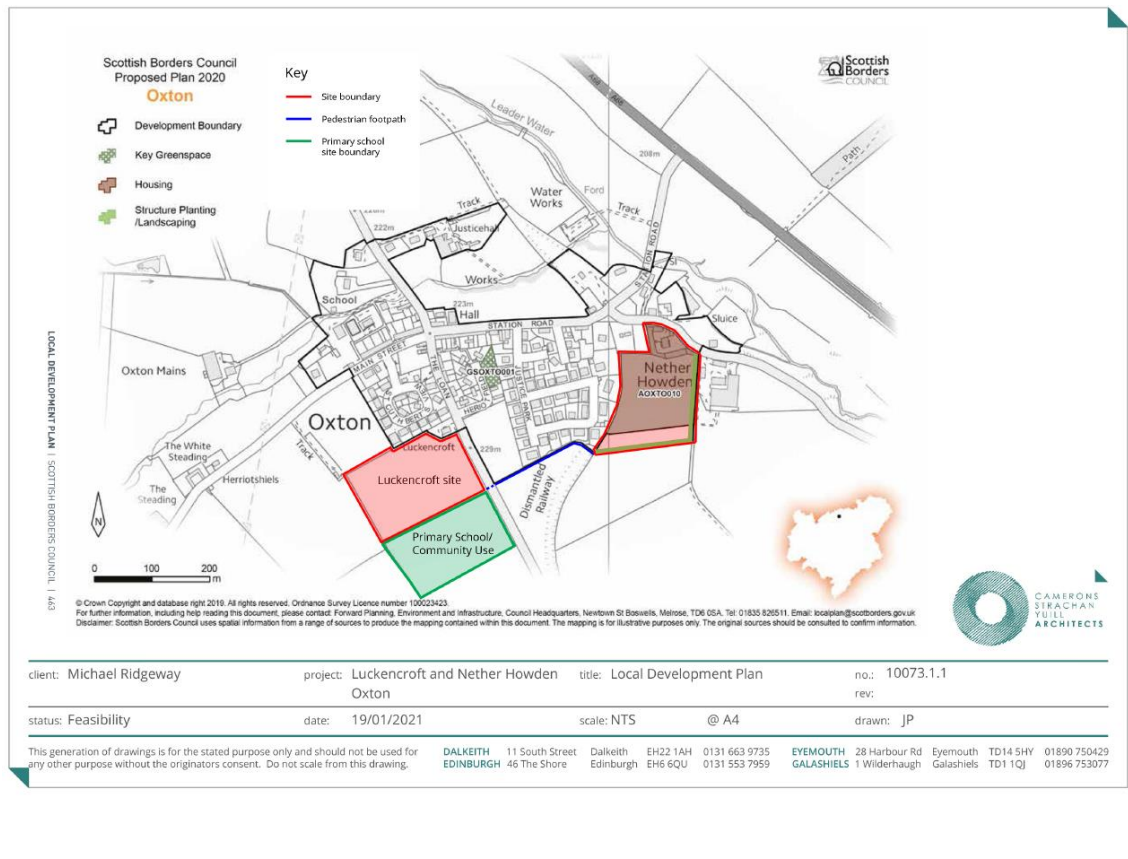 Scottish Borders Council
Proposed Plan 2020
Oxton
Development Boundary
Key Greenspace
Housing
Structure Planting
/Landscaping
Key
Site boundary
Pedestrian footpath
Primary school
site boundary
Scottish
Borders
COUNCIL
A68
A68
Leader Water
208m
Path
Water
Works
Ford
Track
Track
222m
Justicehall
STATION ROAD
Works
School
223m
Hall
STATION ROAD
Sluice
MAIN STREET
THE LOAN
GSOXTO001
JUSTICE PARK
Nether
Howden
AOXTO010
Oxton Mains
Oxton
Track
Luckencroft
229m
The White
Steading
The
Steading
Herriotshiels
Luckencroft site
Dismantled
Railway
Primary School/
Community Use
N
0 100 200
m
LOCAL DEVELOPMENT PLAN | SCOTTISH BORDERS COUNCIL | 463
© Crown Copyright and database right 2019. All rights reserved. Ordnance Survey Licence number 100023423.
For further information, including help reading this document, please contact: Forward Planning, Environment and Infrastructure, Council Headquarters, Newtown St Boswells, Melrose, TD6 0SA. Tel: 01835 826511. Email: localplan@scotborders.gov.uk
Disclaimer: Scottish Borders Council uses spatial information from a range of sources to produce the mapping contained within this document. The mapping is for illustrative purposes only. The original sources should be consulted to confirm information.
CAMERONS
STRACHAN
YUILL
ARCHITECTS
client: Michael Ridgeway project: Luckencroft and Nether Howden title: Local Development Plan no.: 10073.1.1
Oxton rev:
status: Feasibility date: 19/01/2021 scale: NTS @ A4 drawn: JP
This generation of drawings is for the stated purpose only and should not be used for
any other purpose without the originators consent. Do not scale from this drawing.
DALKEITH 11 South Street Dalkeith EH22 1AH 0131 663 9735
EDINBURGH 46 The Shore Edinburgh EH6 6QU 0131 553 7959
EYEMOUTH 28 Harbour Rd Eyemouth TD14 5HY 01890 750429
GALASHIELS 1 Wilderhaugh Galashiels TD1 1QJ 01896 753077